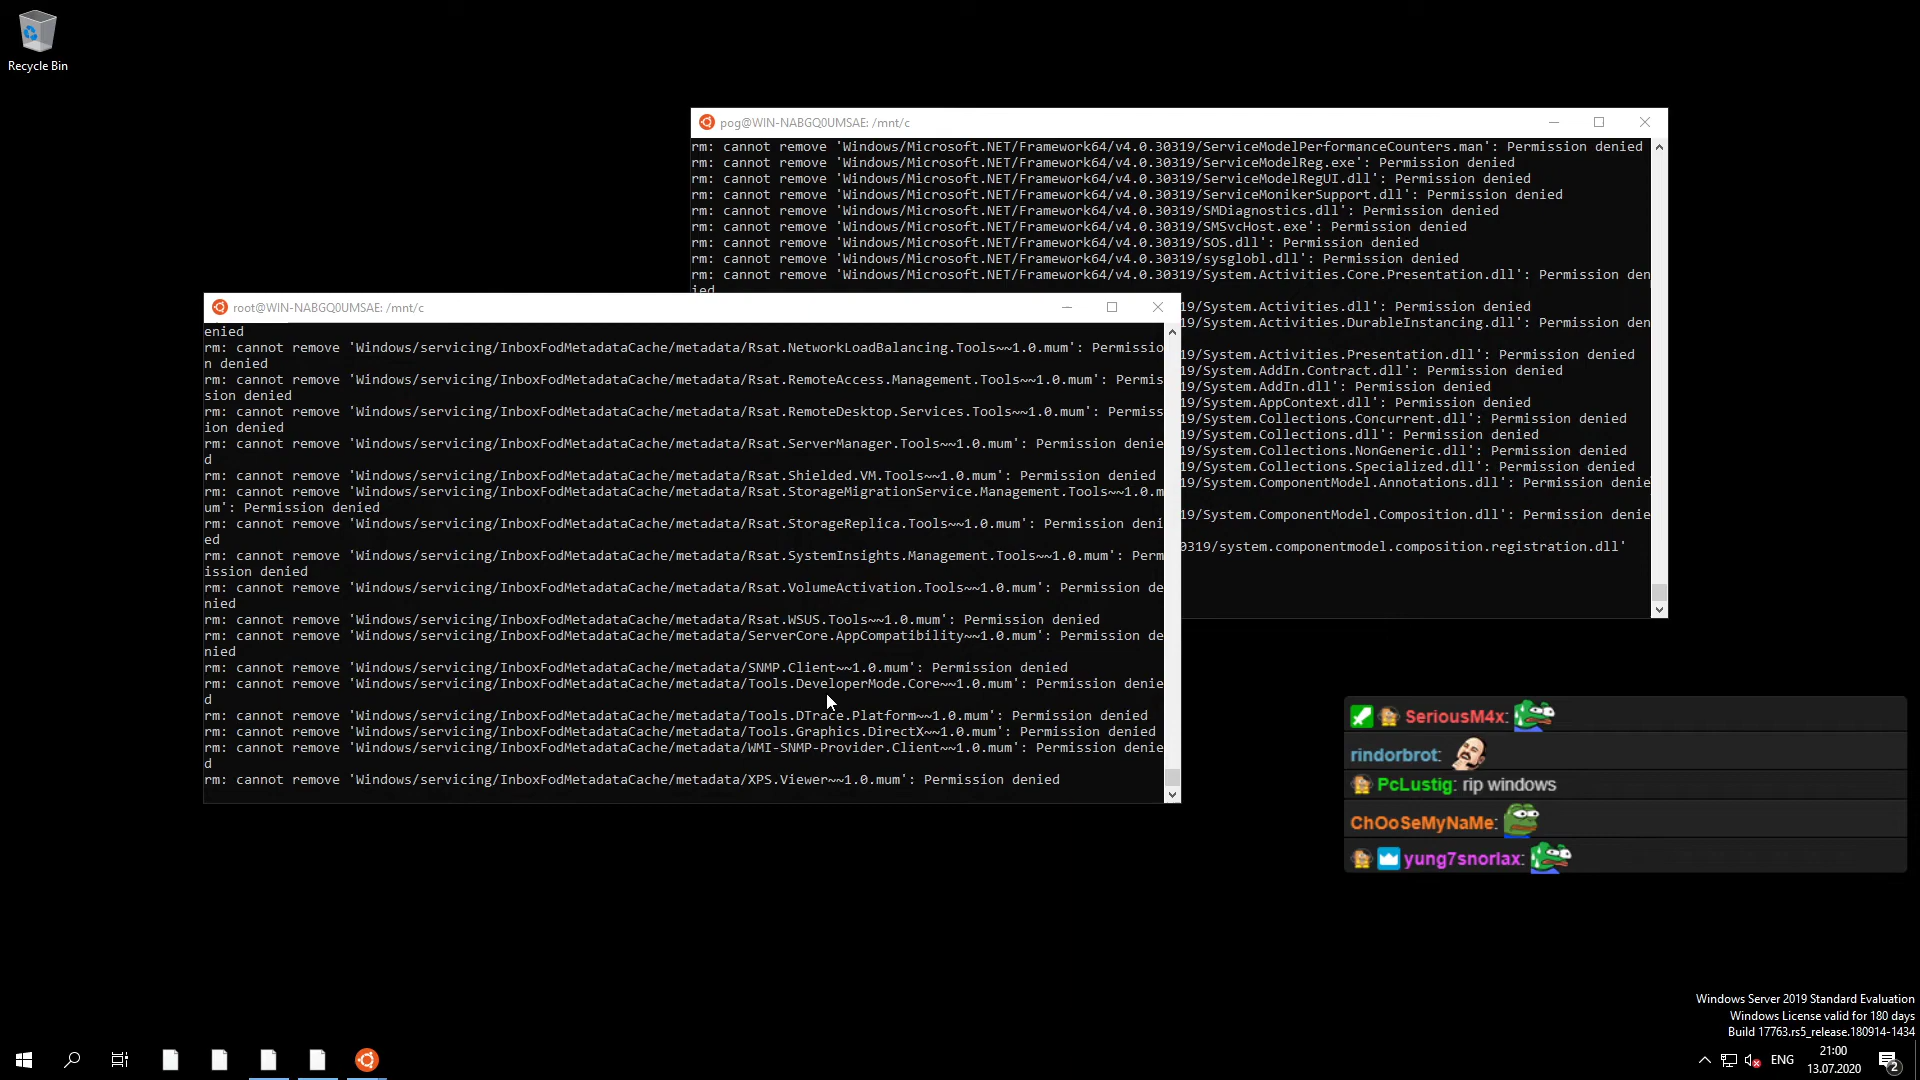 Recycle Bin
pog@WIN-NABGQ0UMSAE: /mnt/c
rm: cannot remove 'Windows/Microsoft.NET/Framework64/v4.0.30319/ServiceModelPerformanceCounters.man': Permission denied
rm: cannot remove 'Windows/Microsoft.NET/Framework64/v4.0.30319/ServiceModelReg.exe': Permission denied
rm: cannot remove 'Windows/Microsoft.NET/Framework64/v4.0.30319/ServiceModelRegUI.dll': Permission denied
rm: cannot remove 'Windows/Microsoft.NET/Framework64/v4.0.30319/ServiceMonikerSupport.dll': Permission denied
rm: cannot remove 'Windows/Microsoft.NET/Framework64/v4.0.30319/SMDiagnostics.dll': Permission denied
rm: cannot remove 'Windows/Microsoft.NET/Framework64/v4.0.30319/SMSvcHost.exe': Permission denied
rm: cannot remove 'Windows/Microsoft.NET/Framework64/v4.0.30319/SOS.dll': Permission denied
rm: cannot remove 'Windows/Microsoft.NET/Framework64/v4.0.30319/sysglobl.dll': Permission denied
rm: cannot remove 'Windows/Microsoft.NET/Framework64/v4.0.30319/System.Activities.Core.Presentation.dll': Permission den
ied
19/System.Activities.dll': Permission denied
19/System.Activities.DurableInstancing.dll': Permission den
19/System.Activities.Presentation.dll': Permission denied
19/System.AddIn.Contract.dll': Permission denied
19/System.AddIn.dll': Permission denied
19/System.AppContext.dll': Permission denied
19/System.Collections.Concurrent.dll': Permission denied
19/System.Collections.dll': Permission denied
19/System.Collections.NonGeneric.dll': Permission denied
19/System.Collections.Specialized.dll': Permission denied
19/System.ComponentModel.Annotations.dll': Permission denie
19/System.ComponentModel.Composition.dll': Permission denie
0319/system.componentmodel.composition.registration.dll'
root@WIN-NABGQ0UMSAE: /mnt/c
enied
rm: cannot remove 'Windows/servicing/InboxFodMetadataCache/metadata/Rsat.NetworkLoadBalancing.Tools~~1.0.mum': Permissio
n denied
rm: cannot remove 'Windows/servicing/InboxFodMetadataCache/metadata/Rsat.RemoteAccess.Management.Tools~~1.0.mum': Permis
sion denied
rm: cannot remove 'Windows/servicing/InboxFodMetadataCache/metadata/Rsat.RemoteDesktop.Services.Tools~~1.0.mum': Permiss
ion denied
rm: cannot remove 'Windows/servicing/InboxFodMetadataCache/metadata/Rsat.ServerManager.Tools~~1.0.mum': Permission denie
d
rm: cannot remove 'Windows/servicing/InboxFodMetadataCache/metadata/Rsat.Shielded.VM.Tools~~1.0.mum': Permission denied
rm: cannot remove 'Windows/servicing/InboxFodMetadataCache/metadata/Rsat.StorageMigrationService.Management.Tools~~1.0.m
um': Permission denied
rm: cannot remove 'Windows/servicing/InboxFodMetadataCache/metadata/Rsat.StorageReplica.Tools~~1.0.mum': Permission deni
ed
rm: cannot remove 'Windows/servicing/InboxFodMetadataCache/metadata/Rsat.SystemInsights.Management.Tools~~1.0.mum': Perm
ission denied
rm: cannot remove 'Windows/servicing/InboxFodMetadataCache/metadata/Rsat.VolumeActivation.Tools~~1.0.mum': Permission de
nied
rm: cannot remove 'Windows/servicing/InboxFodMetadataCache/metadata/Rsat.WSUS.Tools~~1.0.mum': Permission denied
rm: cannot remove 'Windows/servicing/InboxFodMetadataCache/metadata/ServerCore.AppCompatibility~~1.0.mum': Permission de
nied
rm: cannot remove 'Windows/servicing/InboxFodMetadataCache/metadata/SNMP.Client~~1.0.mum': Permission denied
rm: cannot remove 'Windows/servicing/InboxFodMetadataCache/metadata/Tools.DeveloperMode.Core~~1.0.mum': Permission denie
d
rm: cannot remove 'Windows/servicing/InboxFodMetadataCache/metadata/Tools.DTrace.Platform~~1.0.mum': Permission denied
rm: cannot remove 'Windows/servicing/InboxFodMetadataCache/metadata/Tools.Graphics.DirectX~~1.0.mum': Permission denied
rm: cannot remove 'Windows/servicing/InboxFodMetadataCache/metadata/WMI-SNMP-Provider.Client~~1.0.mum': Permission denie
d
rm: cannot remove 'Windows/servicing/InboxFodMetadataCache/metadata/XPS.Viewer~~1.0.mum': Permission denied
SeriousM4x:
rindorbrot:
PcLustig: rip windows
ChOoSeMyNaMe:
yung7snorlax:
Windows Server 2019 Standard Evaluation
Windows License valid for 180 days
Build 17763.rs5_release.180914-1434
ENG
21:00
13.07.2020
2